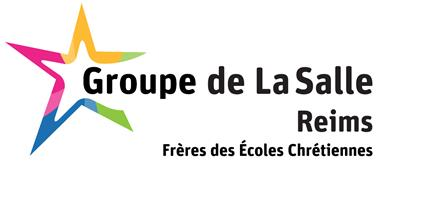 Groupe de La Salle
Reims
Frères des Écoles Chrétiennes